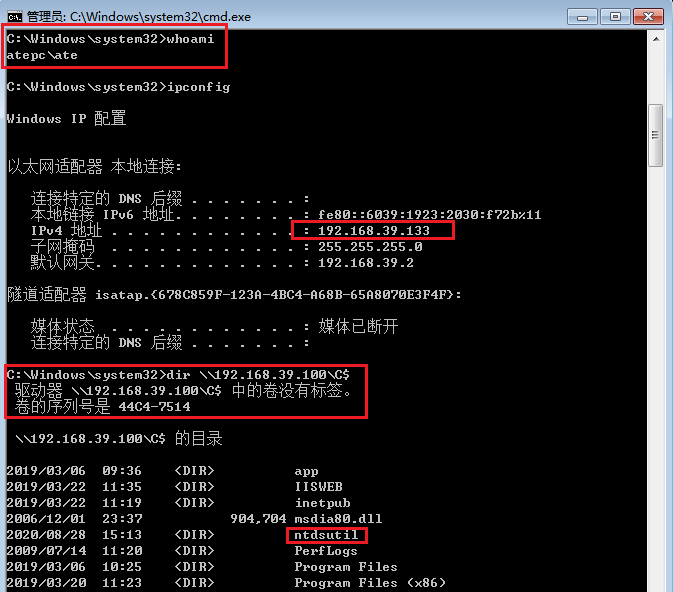 管理员: C:\Windows\system32\cmd.exe
C:\Windows\system32>whoami
atepc\ate
C:\Windows\system32>ipconfig
Windows IP 配置
以太网适配器 本地连接:
连接特定的 DNS 后缀 . . . . . . . :
本地链接 IPv6 地址. . . . . . . . : fe80::6039:1923:2030:f72b%11
IPv4 地址 . . . . . . . . . . . . : 192.168.39.133
子网掩码 . . . . . . . . . . . . : 255.255.255.0
默认网关. . . . . . . . . . . . . : 192.168.39.2
隧道适配器 isatap.{678C859F-123A-4BC4-A68B-65A8070E3F4F}:
媒体状态 . . . . . . . . . . . . : 媒体已断开
连接特定的 DNS 后缀 . . . . . . . :
C:\Windows\system32>dir \\192.168.39.100\C$
驱动器 \\192.168.39.100\C$ 中的卷没有标签。
卷的序列号是 44C4-7514
\\192.168.39.100\C$ 的目录
2019/03/06 09:36 <DIR> app
2019/03/22 11:35 <DIR> IISWEB
2019/03/22 11:19 <DIR> inetpub
2006/12/01 23:37 904,704 msdia80.dll
2020/08/28 15:13 <DIR> ntdsutil
2009/07/14 11:20 <DIR> PerfLogs
2019/03/06 10:25 <DIR> Program Files
2019/03/20 11:23 <DIR> Program Files (x86)